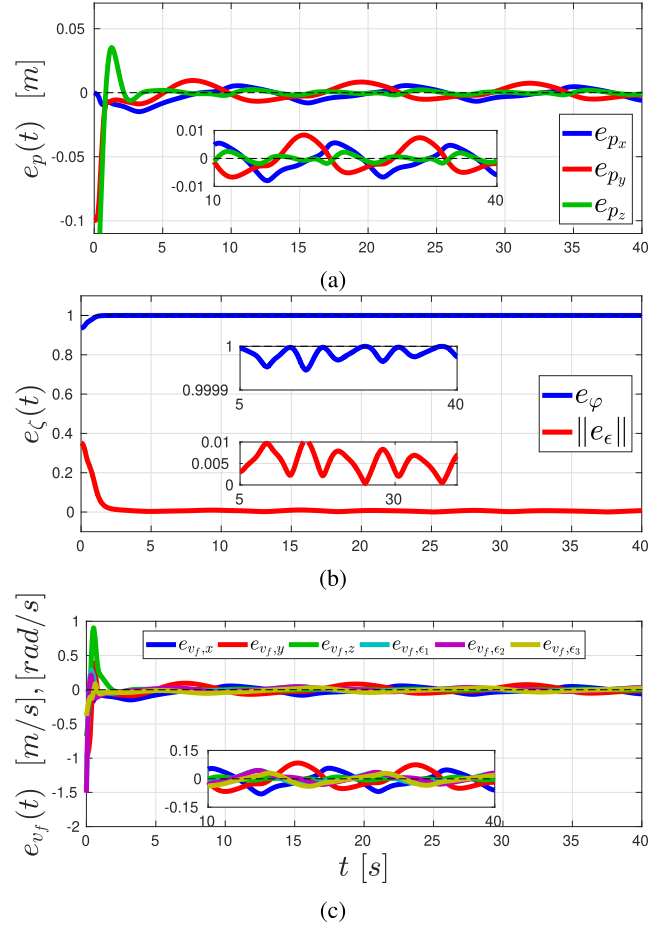 0.05
0
-0.05
-0.1
e_p(t) [m]
0.01
0
-0.01
10 40
e_{p_x}
e_{p_y}
e_{p_z}
0 5 10 15 20 25 30 35 40
(a)
1
0.8
0.6
0.4
0.2
0
e_ζ(t)
1
0.9999
5 40
0.01
0.005
0
5 30
e_φ
||e_ϵ||
0 5 10 15 20 25 30 35 40
(b)
1
0.5
0
-0.5
-1
-1.5
-2
e_{v_f}(t) [m/s], [rad/s]
e_{v_f,x} e_{v_f,y} e_{v_f,z} e_{v_f,ϵ_1} e_{v_f,ϵ_2} e_{v_f,ϵ_3}
0.15
0
-0.15
10 40
0 5 10 15 20 25 30 35 40
t [s]
(c)